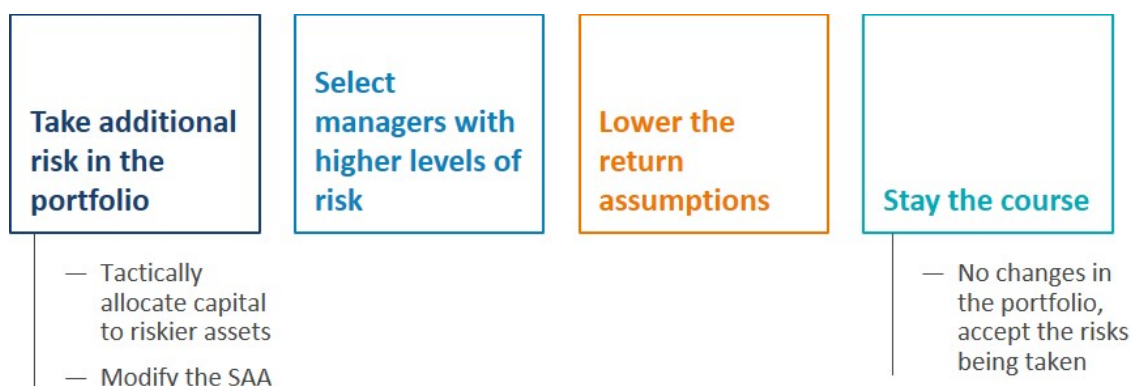 Take additional
risk in the
portfolio
— Tactically
allocate capital
to riskier assets
— Modify the SAA
Select
managers with
higher levels of
risk
Lower the
return
assumptions
Stay the course
— No changes in
the portfolio,
accept the risks
being taken